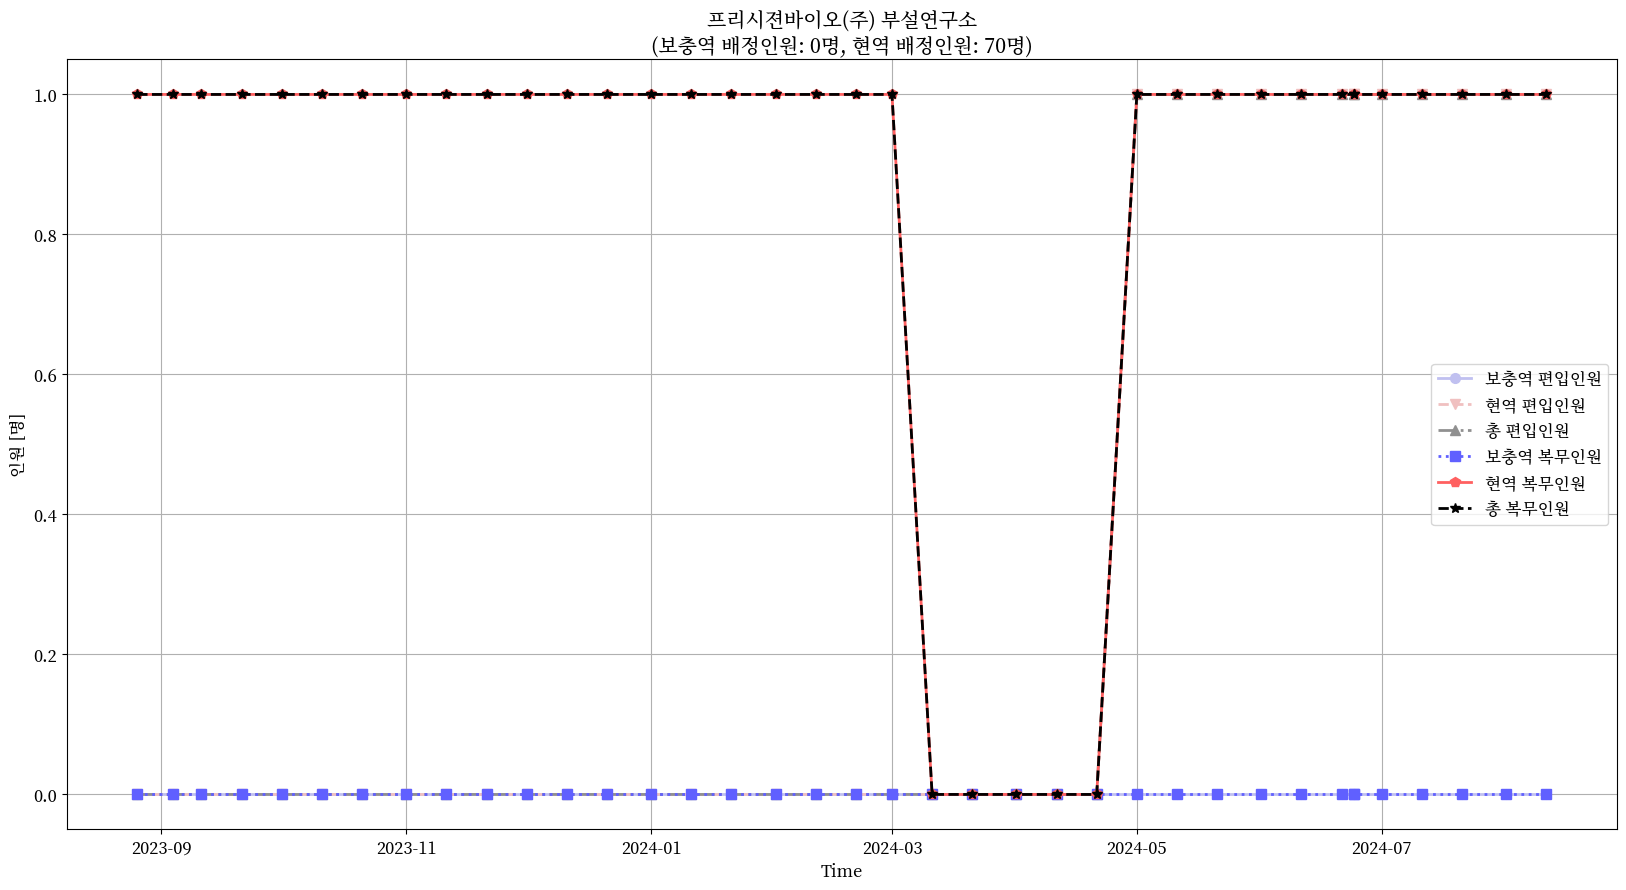 프리시젼바이오(주) 부설연구소
(보충역 배정인원: 0명, 현역 배정인원: 70명)
인원 [명]
1.0
0.8
0.6
0.4
0.2
0.0
보충역 편입인원
현역 편입인원
총 편입인원
보충역 복무인원
현역 복무인원
총 복무인원
2023-09
2023-11
2024-01
2024-03
2024-05
2024-07
Time